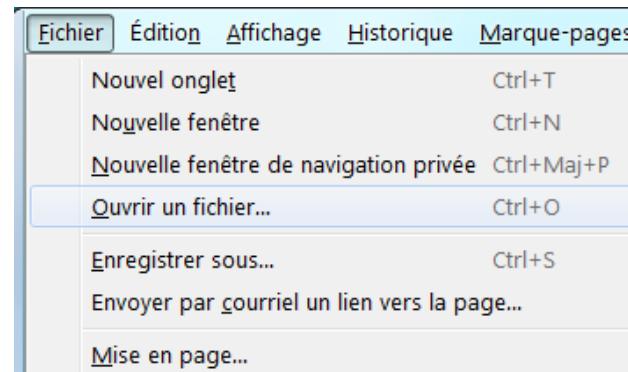 Fichier Édition Affichage Historique Marque-pages
Nouvel onglet Ctrl+T
Nouvelle fenêtre Ctrl+N
Nouvelle fenêtre de navigation privée Ctrl+Maj+P
Ouvrir un fichier... Ctrl+O
Enregistrer sous... Ctrl+S
Envoyer par courriel un lien vers la page...
Mise en page...